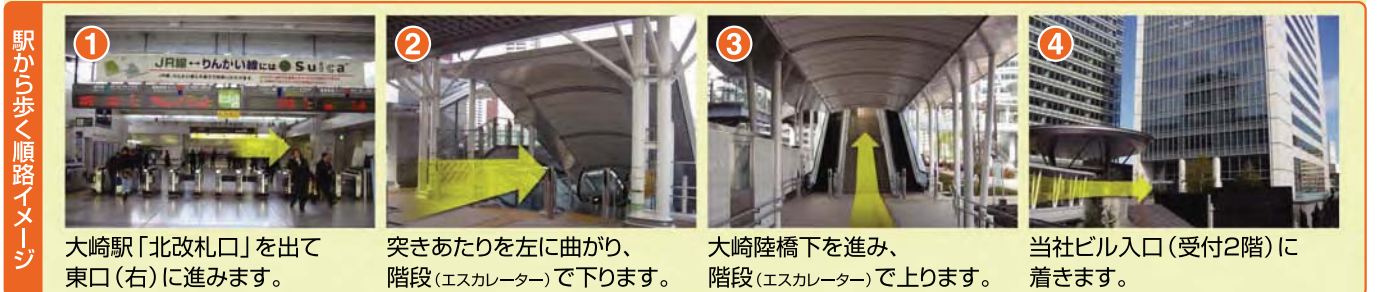 駅から歩く順路イメージ
1
JR線↔りんかい線には Suica
大崎駅「北改札口」を出て
東口(右)に進みます。
2
突きあたりを左に曲がり、
階段(エスカレーター)で下ります。
3
大崎陸橋下を進み、
階段(エスカレーター)で上ります。
4
当社ビル入口(受付2階)に
着きます。